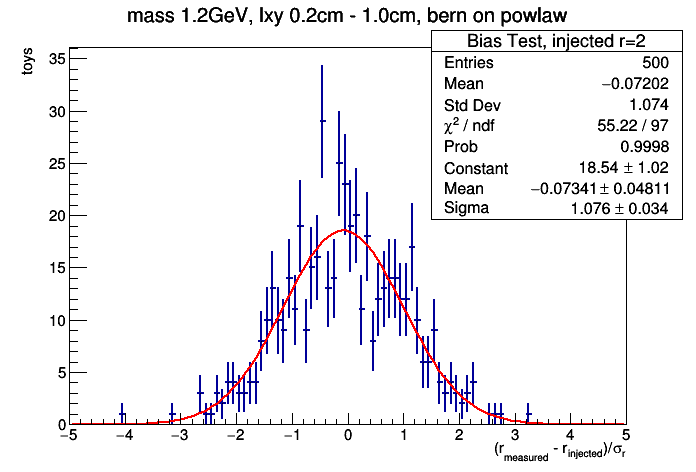 mass 1.2GeV, lxy 0.2cm - 1.0cm, bern on powlaw
toys
Bias Test, injected r=2
Entries 500
Mean −0.07202
Std Dev 1.074
χ² / ndf 55.22 / 97
Prob 0.9998
Constant 18.54 ± 1.02
Mean −0.07341 ± 0.04811
Sigma 1.076 ± 0.034
35
30
25
20
15
10
5
0
−5 −4 −3 −2 −1 0 1 2 3 4 5
(r_measured - r_injected)/σ_r